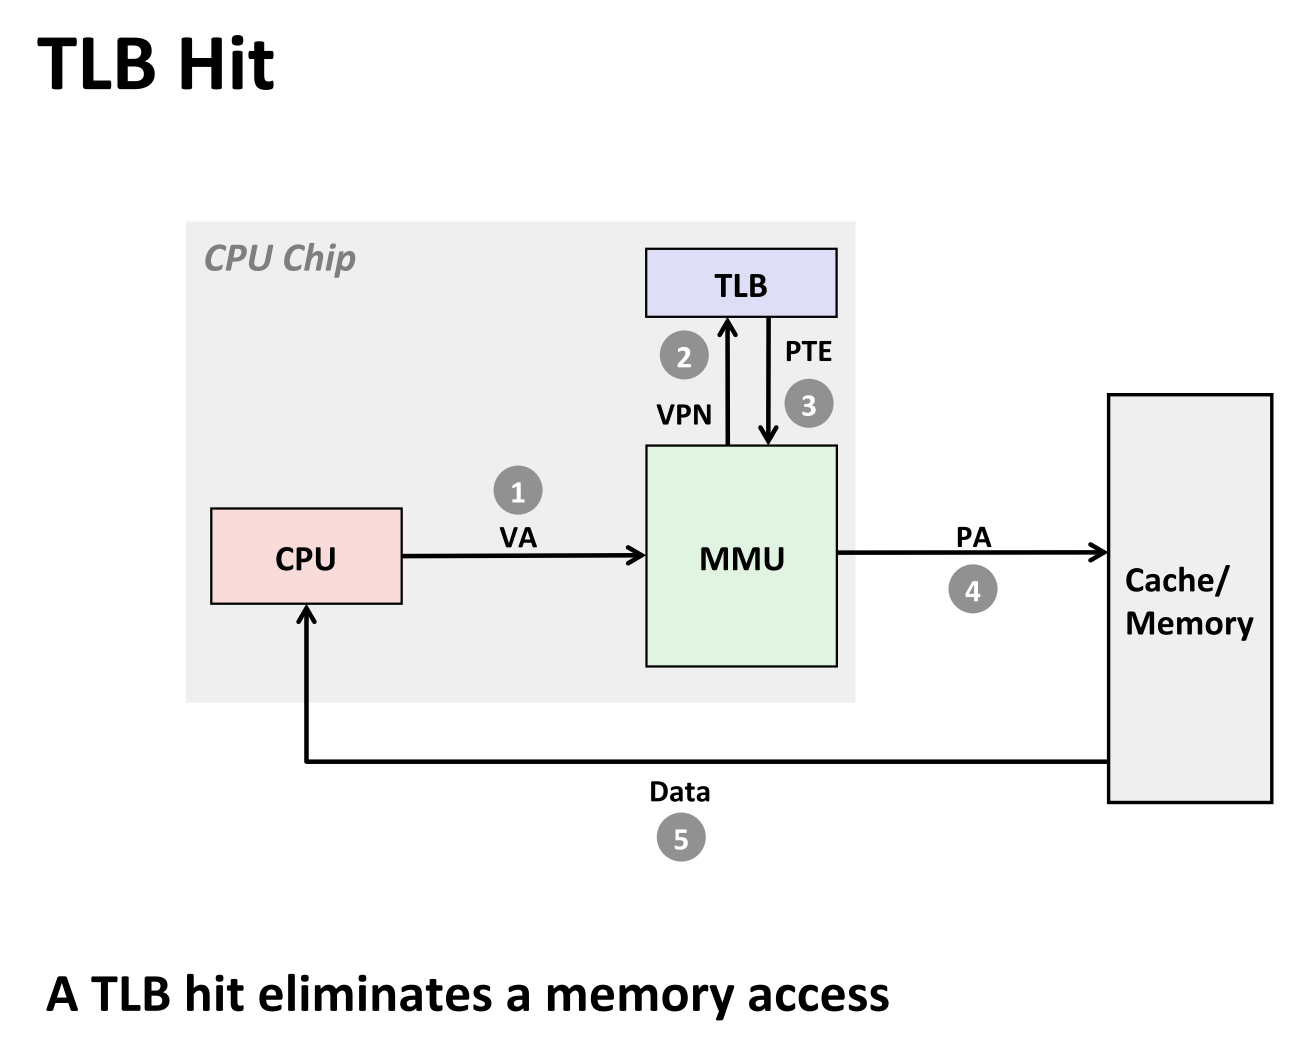 TLB Hit
CPU Chip
TLB
2
PTE
VPN
3
1
VA
CPU
MMU
PA
4
Cache/
Memory
Data
5
A TLB hit eliminates a memory access